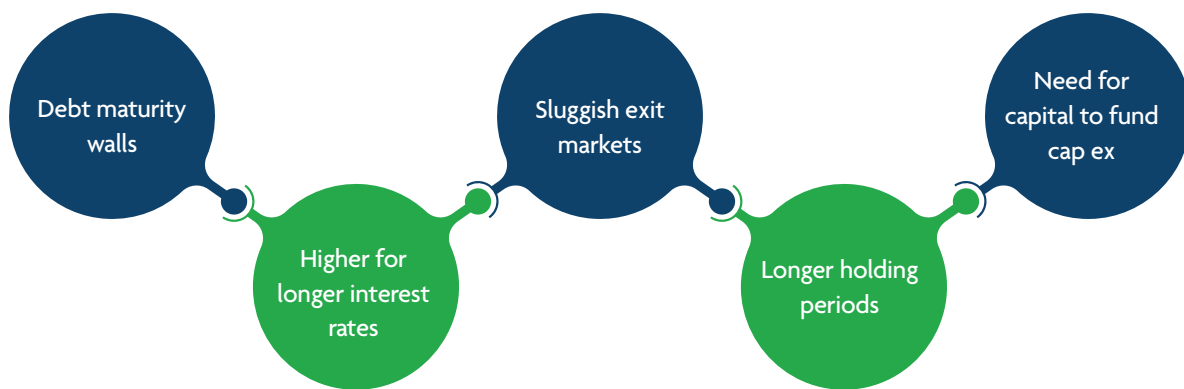 Debt maturity
walls
Higher for
longer interest
rates
Sluggish exit
markets
Longer holding
periods
Need for
capital to fund
cap ex